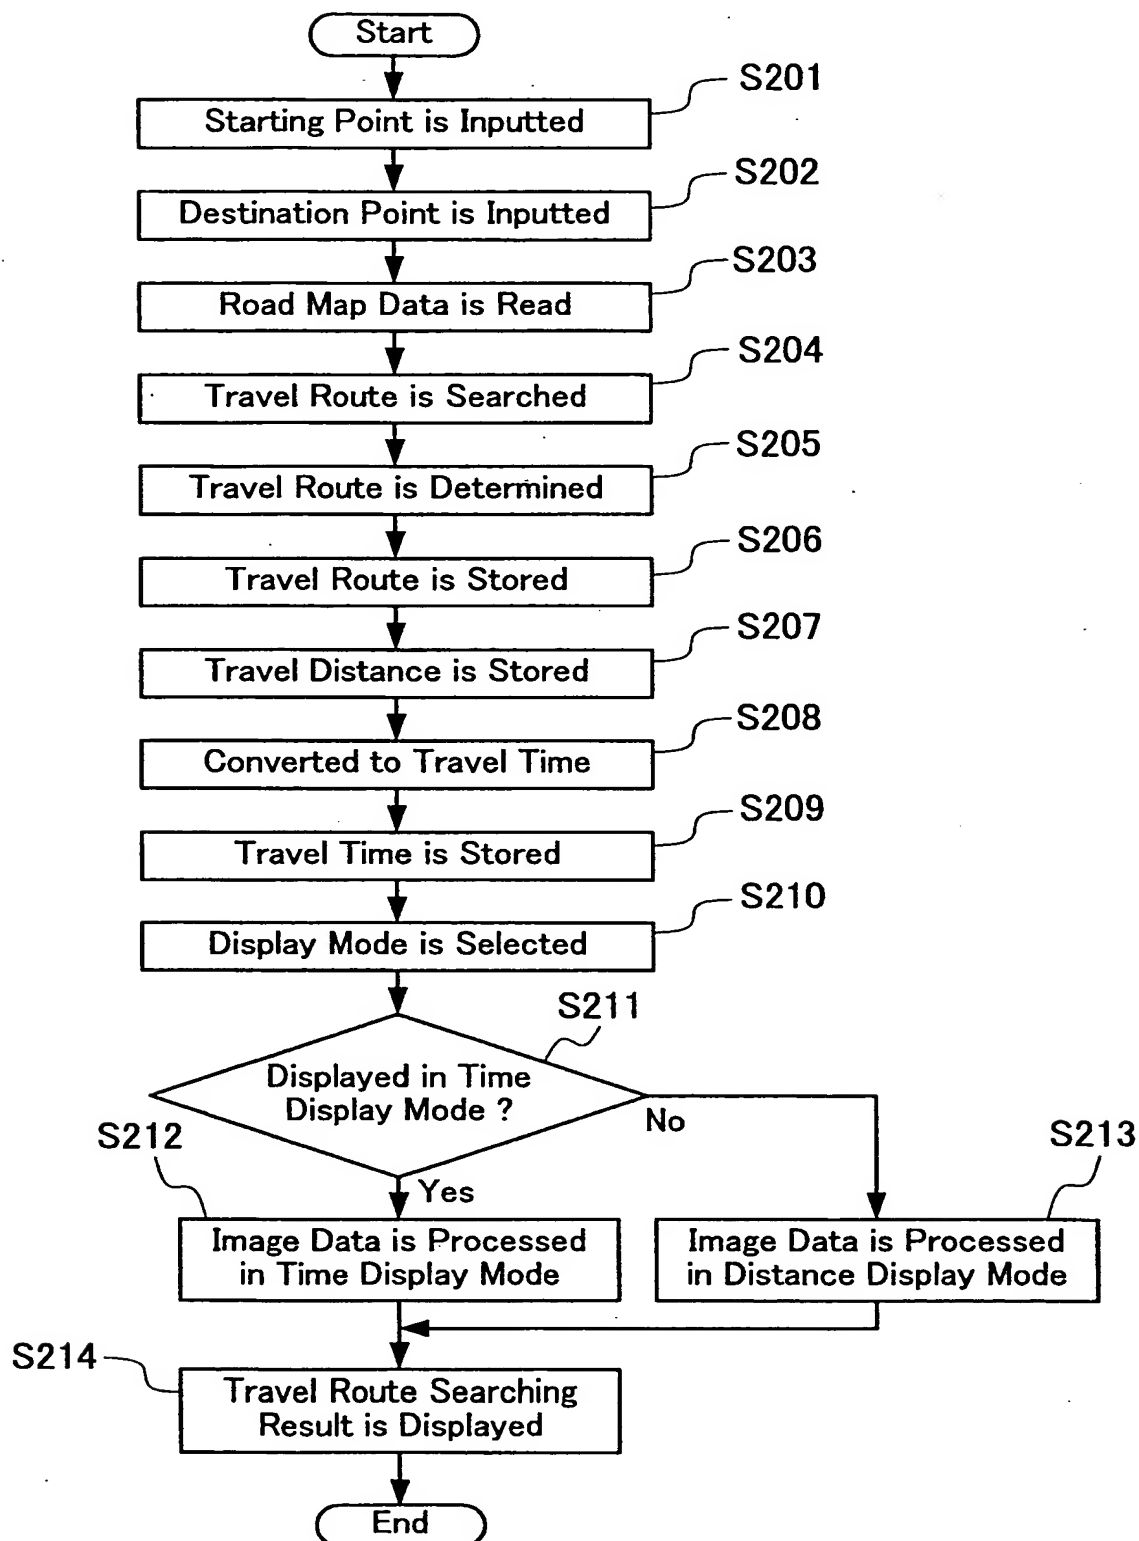 Start
S201
Starting Point is Inputted
S202
Destination Point is Inputted
S203
Road Map Data is Read
S204
Travel Route is Searched
S205
Travel Route is Determined
S206
Travel Route is Stored
S207
Travel Distance is Stored
S208
Converted to Travel Time
S209
Travel Time is Stored
S210
Display Mode is Selected
S211
Displayed in Time
Display Mode ?
No
S212
S213
Yes
Image Data is Processed
in Time Display Mode
Image Data is Processed
in Distance Display Mode
S214
Travel Route Searching
Result is Displayed
End